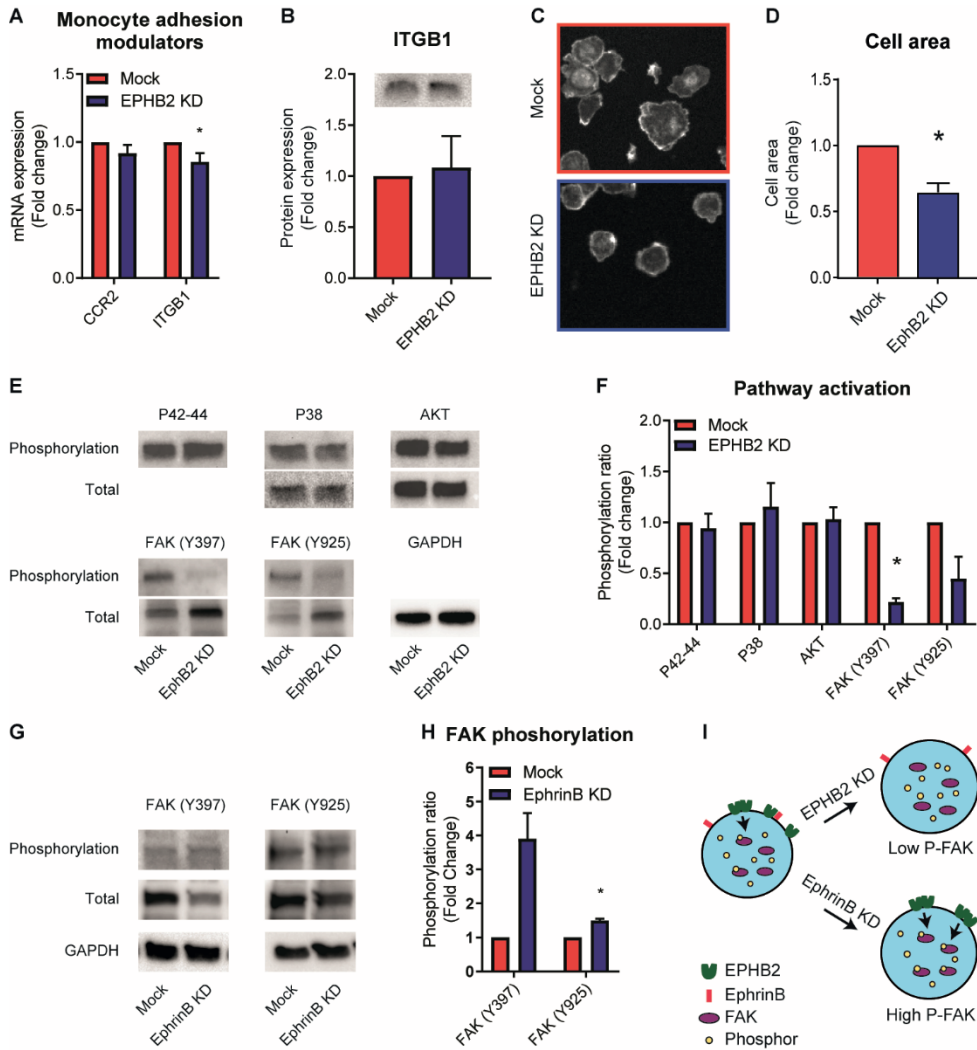 A
Monocyte adhesion
modulators
Mock
EPHB2 KD
mRNA expression
(Fold change)
1.5
1.0
0.5
0.0
*
CCR2
ITGB1
B
ITGB1
Protein expression
(Fold change)
2.0
1.5
1.0
0.5
0.0
Mock
EPHB2 KD
C
Mock
EPHB2 KD
D
Cell area
Cell area
(Fold change)
1.5
1.0
0.5
0.0
*
Mock
EphB2 KD
E
P42-44
P38
AKT
Phosphorylation
Total
FAK (Y397)
FAK (Y925)
GAPDH
Phosphorylation
Total
Mock
EphB2 KD
Mock
EphB2 KD
Mock
EphB2 KD
F
Pathway activation
Mock
EPHB2 KD
Phosphorylation ratio
(Fold change)
2.0
1.5
1.0
0.5
0.0
*
P42-44
P38
AKT
FAK (Y397)
FAK (Y925)
G
FAK (Y397)
FAK (Y925)
Phosphorylation
Total
GAPDH
Mock
EphrinB KD
Mock
EphrinB KD
H
FAK phoshorylation
Mock
EphrinB KD
Phosphorylation ratio
(Fold Change)
6
5
4
3
2
1
0
*
FAK (Y397)
FAK (Y925)
I
EPHB2 KD
Low P-FAK
EphrinB KD
High P-FAK
EPHB2
EphrinB
FAK
Phosphor